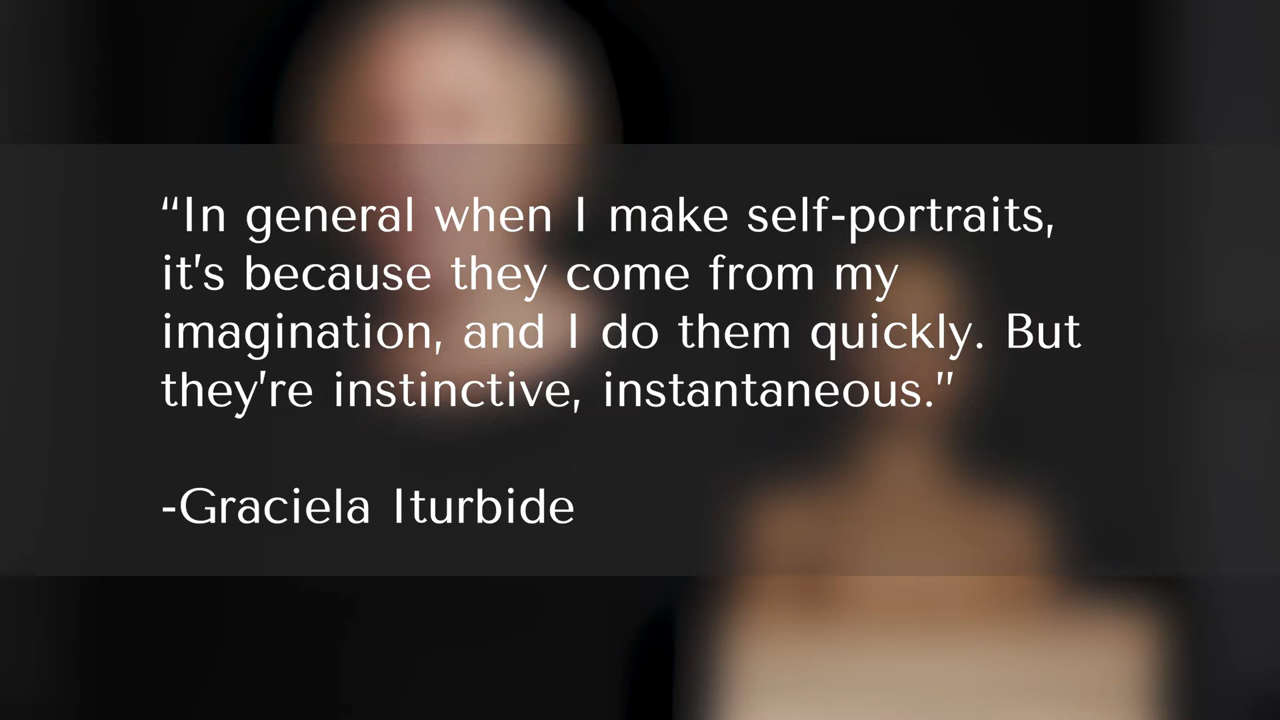 “In general when I make self-portraits,
it’s because they come from my
imagination, and I do them quickly. But
they’re instinctive, instantaneous.”
-Graciela Iturbide